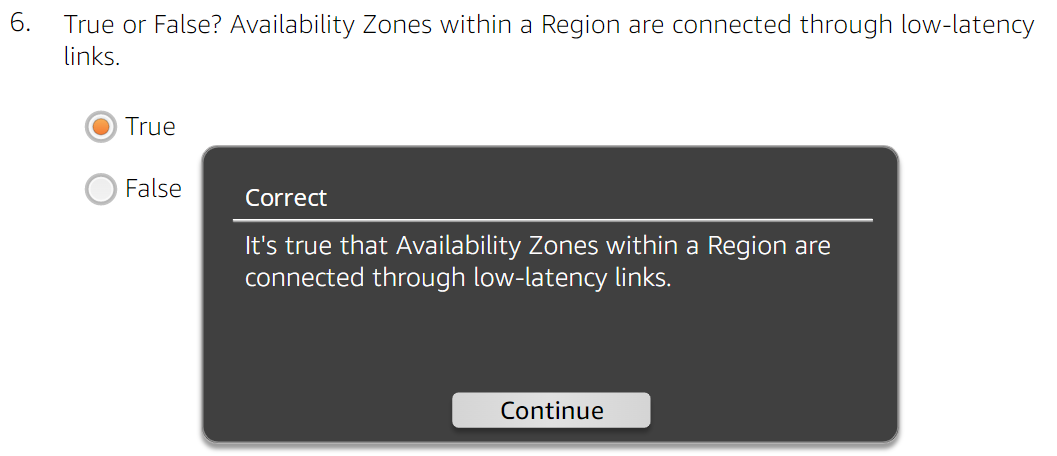 6. True or False? Availability Zones within a Region are connected through low-latency
links.
True
False
Correct
It's true that Availability Zones within a Region are
connected through low-latency links.
Continue